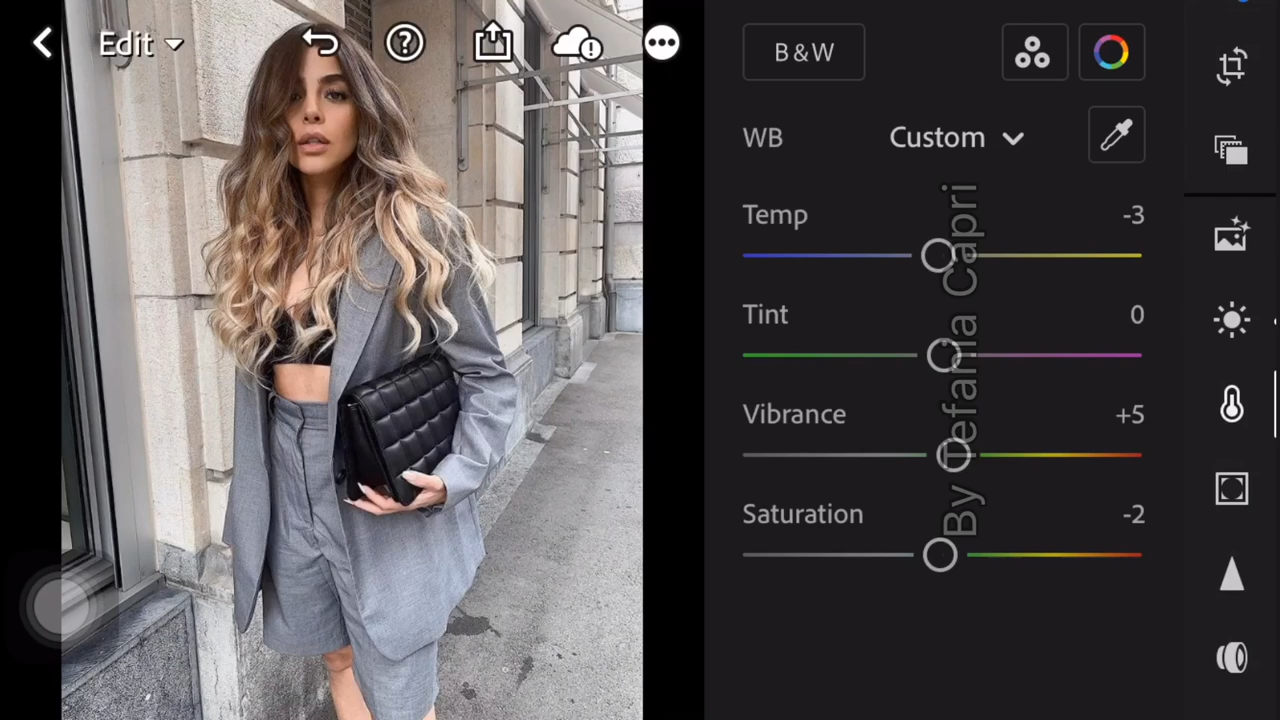 Edit
B&W
WB
Custom
Temp
-3
Tint
0
Vibrance
+5
Saturation
-2
By Tefania Capri